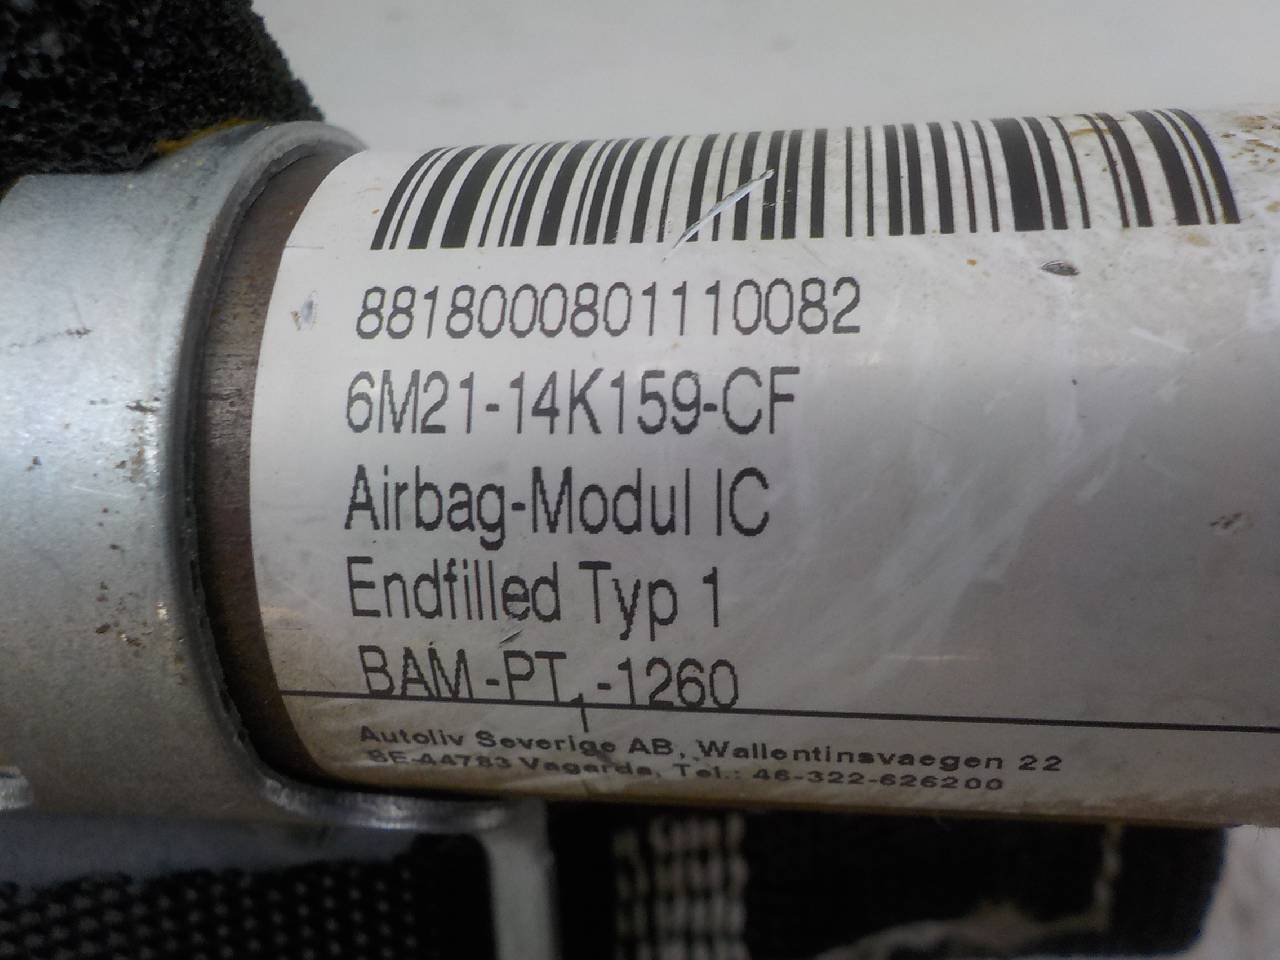 8818000801110082
6M21-14K159-CF
Airbag-Modul IC
Endfilled Typ 1
BAM-PT, -1260
Autoliv Severige AB, Wallentinsvaegen 22
SE-44783 Vagarda, Tel.: 46-322-626200